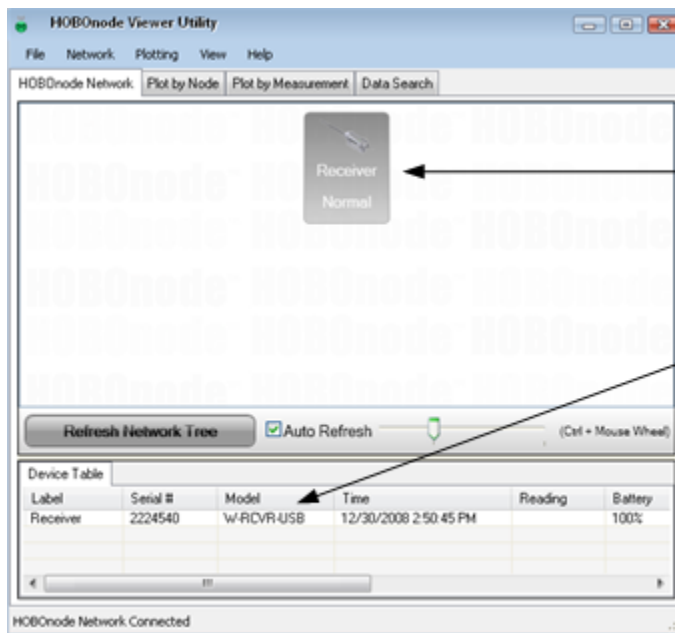 HOBOnode Viewer Utility
File Network Plotting View Help
HOBOnode Network Plot by Node Plot by Measurement Data Search
Receiver
Normal
HOBOnode
Refresh Network Tree Auto Refresh (Ctrl + Mouse Wheel)
Device Table
Label Serial # Model Time Reading Battery
Receiver 2224540 W-RCVR-USB 12/30/2008 2:50:45 PM 100%
HOBOnode Network Connected